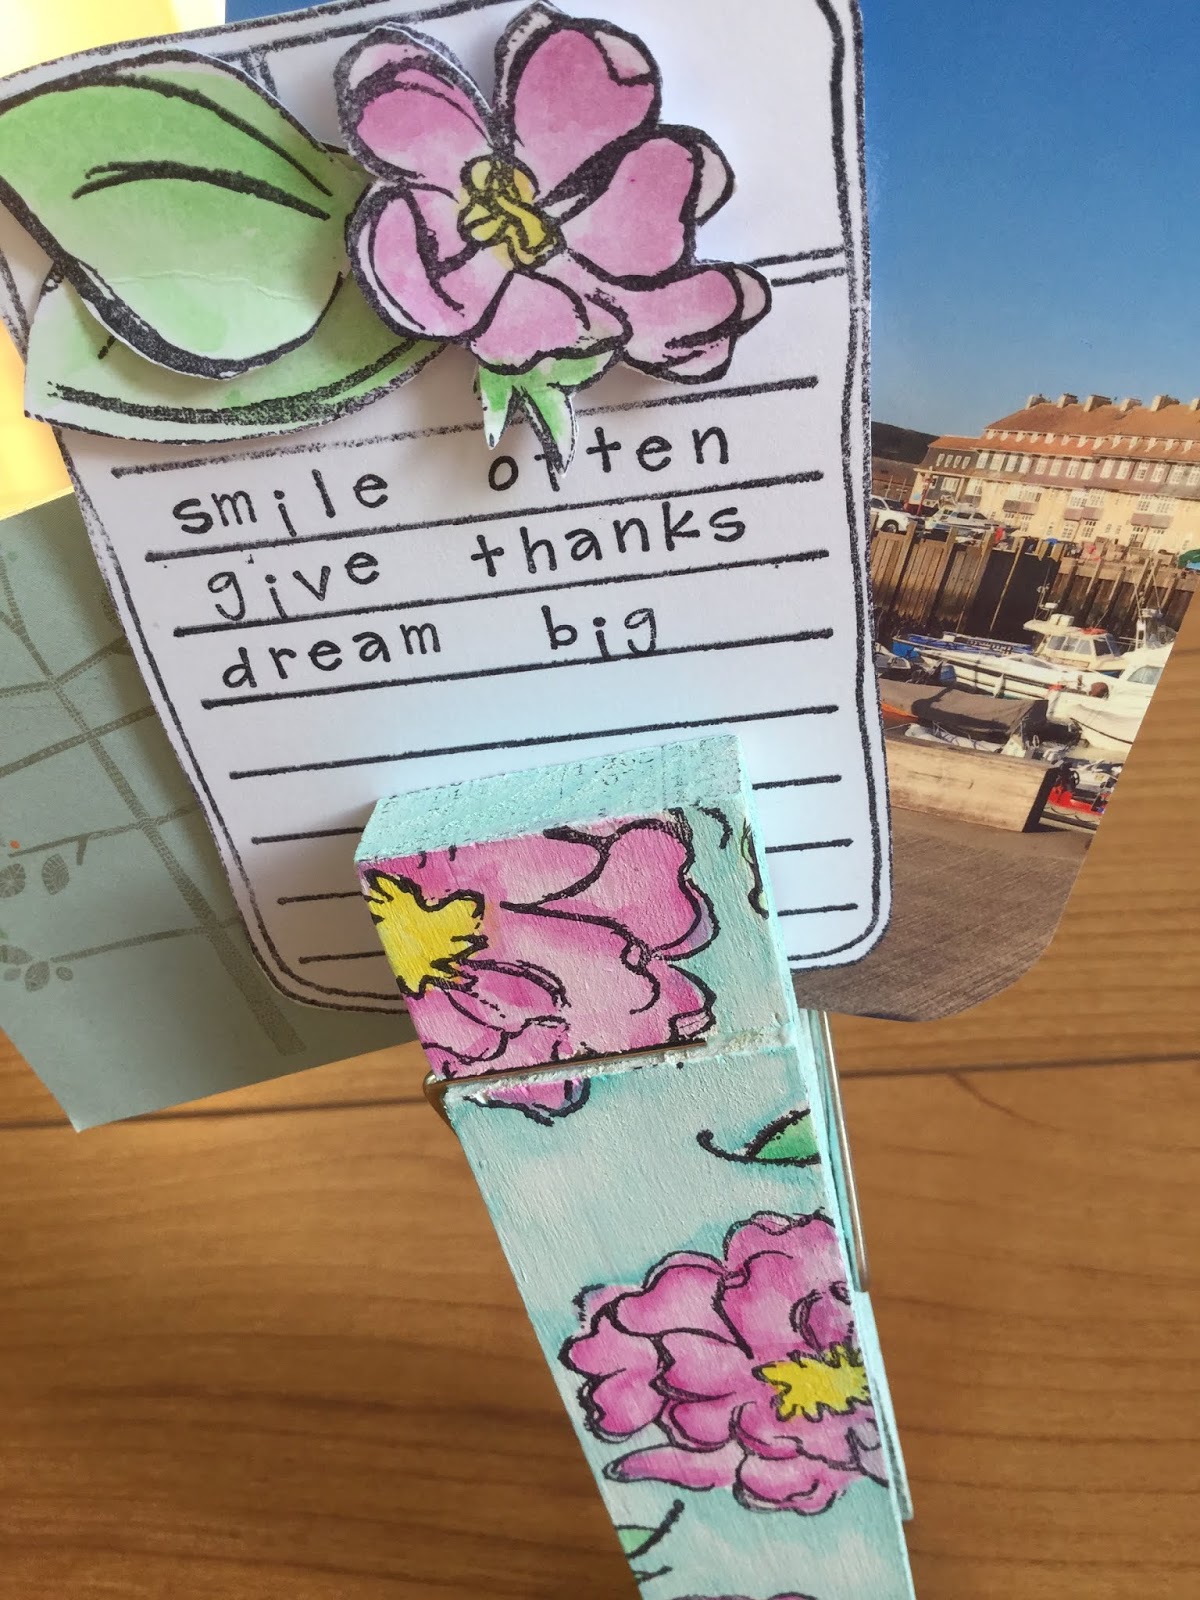 smile often
give thanks
dream big